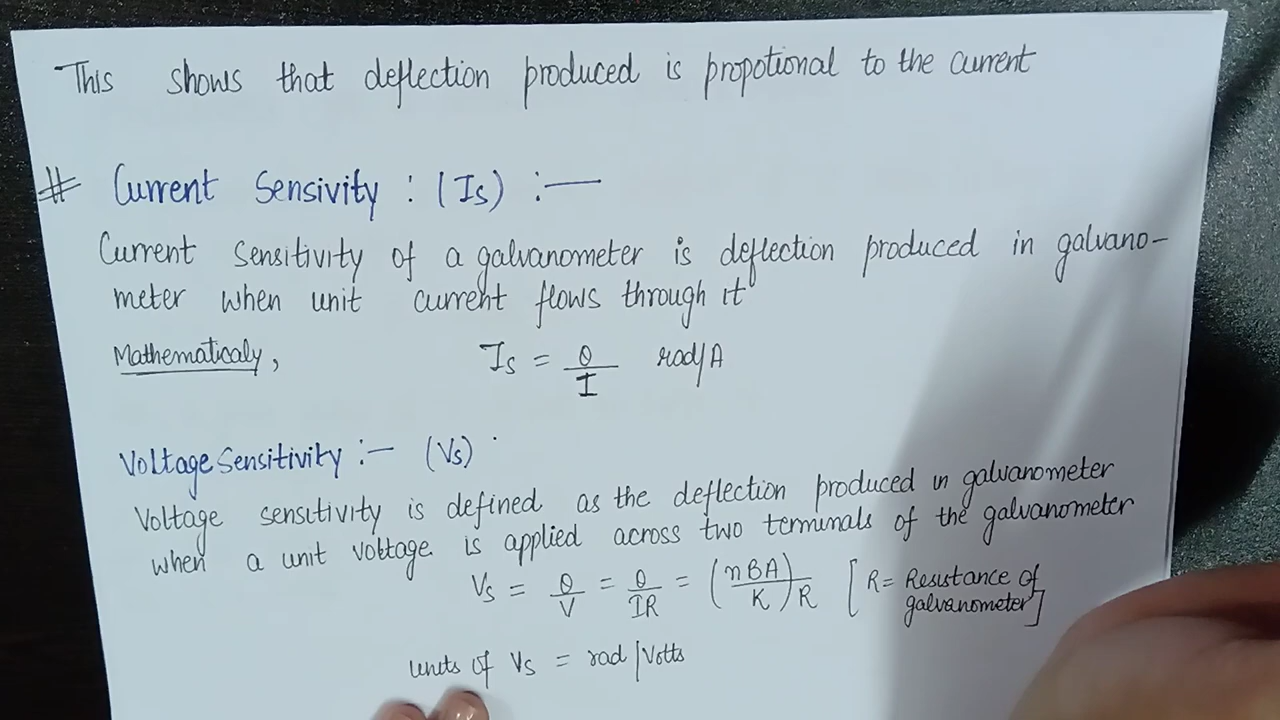 This shows that deflection produced is propotional to the current
# Current Sensivity : (Is) :—
Current sensitivity of a galvanometer is deflection produced in galvano-
meter when unit current flows through it
Mathematicaly, Is = θ/I rad/A
Voltage Sensitivity :- (Vs)
Voltage sensitivity is defined as the deflection produced in galvanometer
when a unit voltage is applied across two terminals of the galvanometer
Vs = θ/V = θ/IR = (nBA/K)/R [R = Resistance of
galvanometer]
units of Vs = rad/Volts